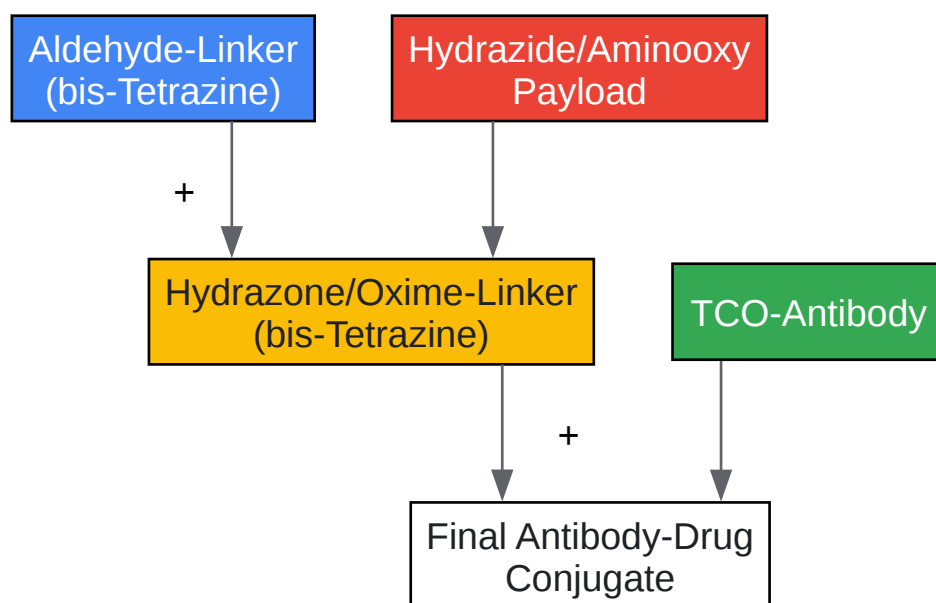 Aldehyde-Linker
(bis-Tetrazine)
Hydrazide/Aminooxy
Payload
+
Hydrazone/Oxime-Linker
(bis-Tetrazine)
TCO-Antibody
+
Final Antibody-Drug
Conjugate